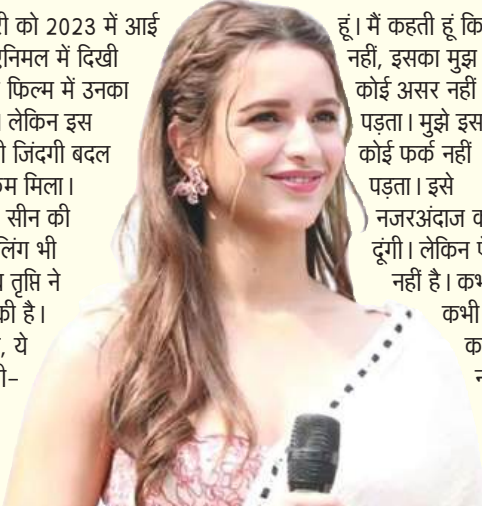 री को 2023 में आई
एनिमल में दिखी
फिल्म में उनका
लेकिन इस
ी जिंदगी बदल
म मिला।
सीन की
लिंग भी
तृप्ति ने
की है।
, ये
ी-
हूं। मैं कहती हूं कि
नहीं, इसका मुझ
कोई असर नहीं
पड़ता। मुझे इस
कोई फर्क नहीं
पड़ता। इसे
नजरअंदाज क
दूंगी। लेकिन
नहीं है। कभ
कभी
क